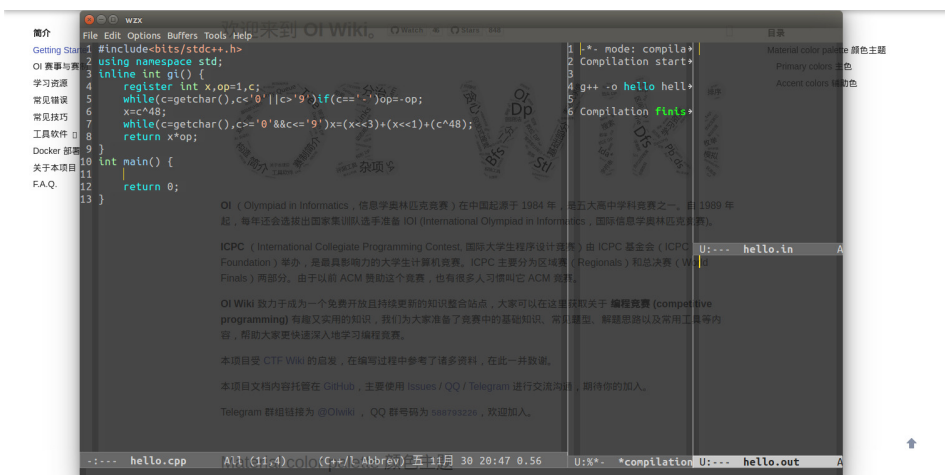 wzx
File Edit Options Buffers Tools Help
欢迎来到 OI Wiki。
简介
Getting Star
OI 赛事与赛
学习资源
常见错误
常见技巧
工具软件
Docker 部署
关于本项目
F.A.Q.
1 #include<bits/stdc++.h>
2 using namespace std;
3 inline int gi() {
4     register int x,op=1,c;
5     while(c=getchar(),c<'0'||c>'9')if(c=='-')op=-op;
6     x=c^48;
7     while(c=getchar(),c>='0'&&c<='9')x=(x<<3)+(x<<1)+(c^48);
8     return x*op;
9 }
10 int main() {
11
12     return 0;
13 }
-:--- hello.cpp All (11,4) (C++/l Abbrev) 五 11月 30 20:47 0.56
1 -*- mode: compila
2 Compilation start
3
4 g++ -o hello hell
5
6 Compilation finis
U:%*- *compilation
U:--- hello.in A
U:--- hello.out A
目录
Material color palette 颜色主题
Primary colors 主色
Accent colors 辅助色
Dp
Bfs
Stl
Dfs
杂项
OI（Olympiad in Informatics，信息学奥林匹克竞赛）在中国起源于 1984 年，是五大高中学科竞赛之一。自 1989 年
起，每年还会选拔出国家集训队选手准备 IOI (International Olympiad in Informatics，国际信息学奥林匹克竞赛)。
ICPC（International Collegiate Programming Contest, 国际大学生程序设计竞赛）由 ICPC 基金会（ICPC
Foundation）举办，是最具影响力的大学生计算机竞赛。ICPC 主要分为区域赛（Regionals）和总决赛（World
Finals）两部分。由于以前 ACM 赞助这个竞赛，也有很多人习惯叫它 ACM 竞赛。
OI Wiki 致力于成为一个免费开放且持续更新的知识整合站点，大家可以在这里获取关于 编程竞赛 (competitive
programming) 有趣又实用的知识，我们为大家准备了竞赛中的基础知识、常见题型、解题思路以及常用工具等内
容，帮助大家更快速深入地学习编程竞赛。
本项目受 CTF Wiki 的启发，在编写过程中参考了诸多资料，在此一并致谢。
本项目文档内容托管在 GitHub，主要使用 Issues / QQ / Telegram 进行交流沟通，期待你的加入。
Telegram 群组链接为 @OIwiki ，QQ 群号码为 588793226，欢迎加入。